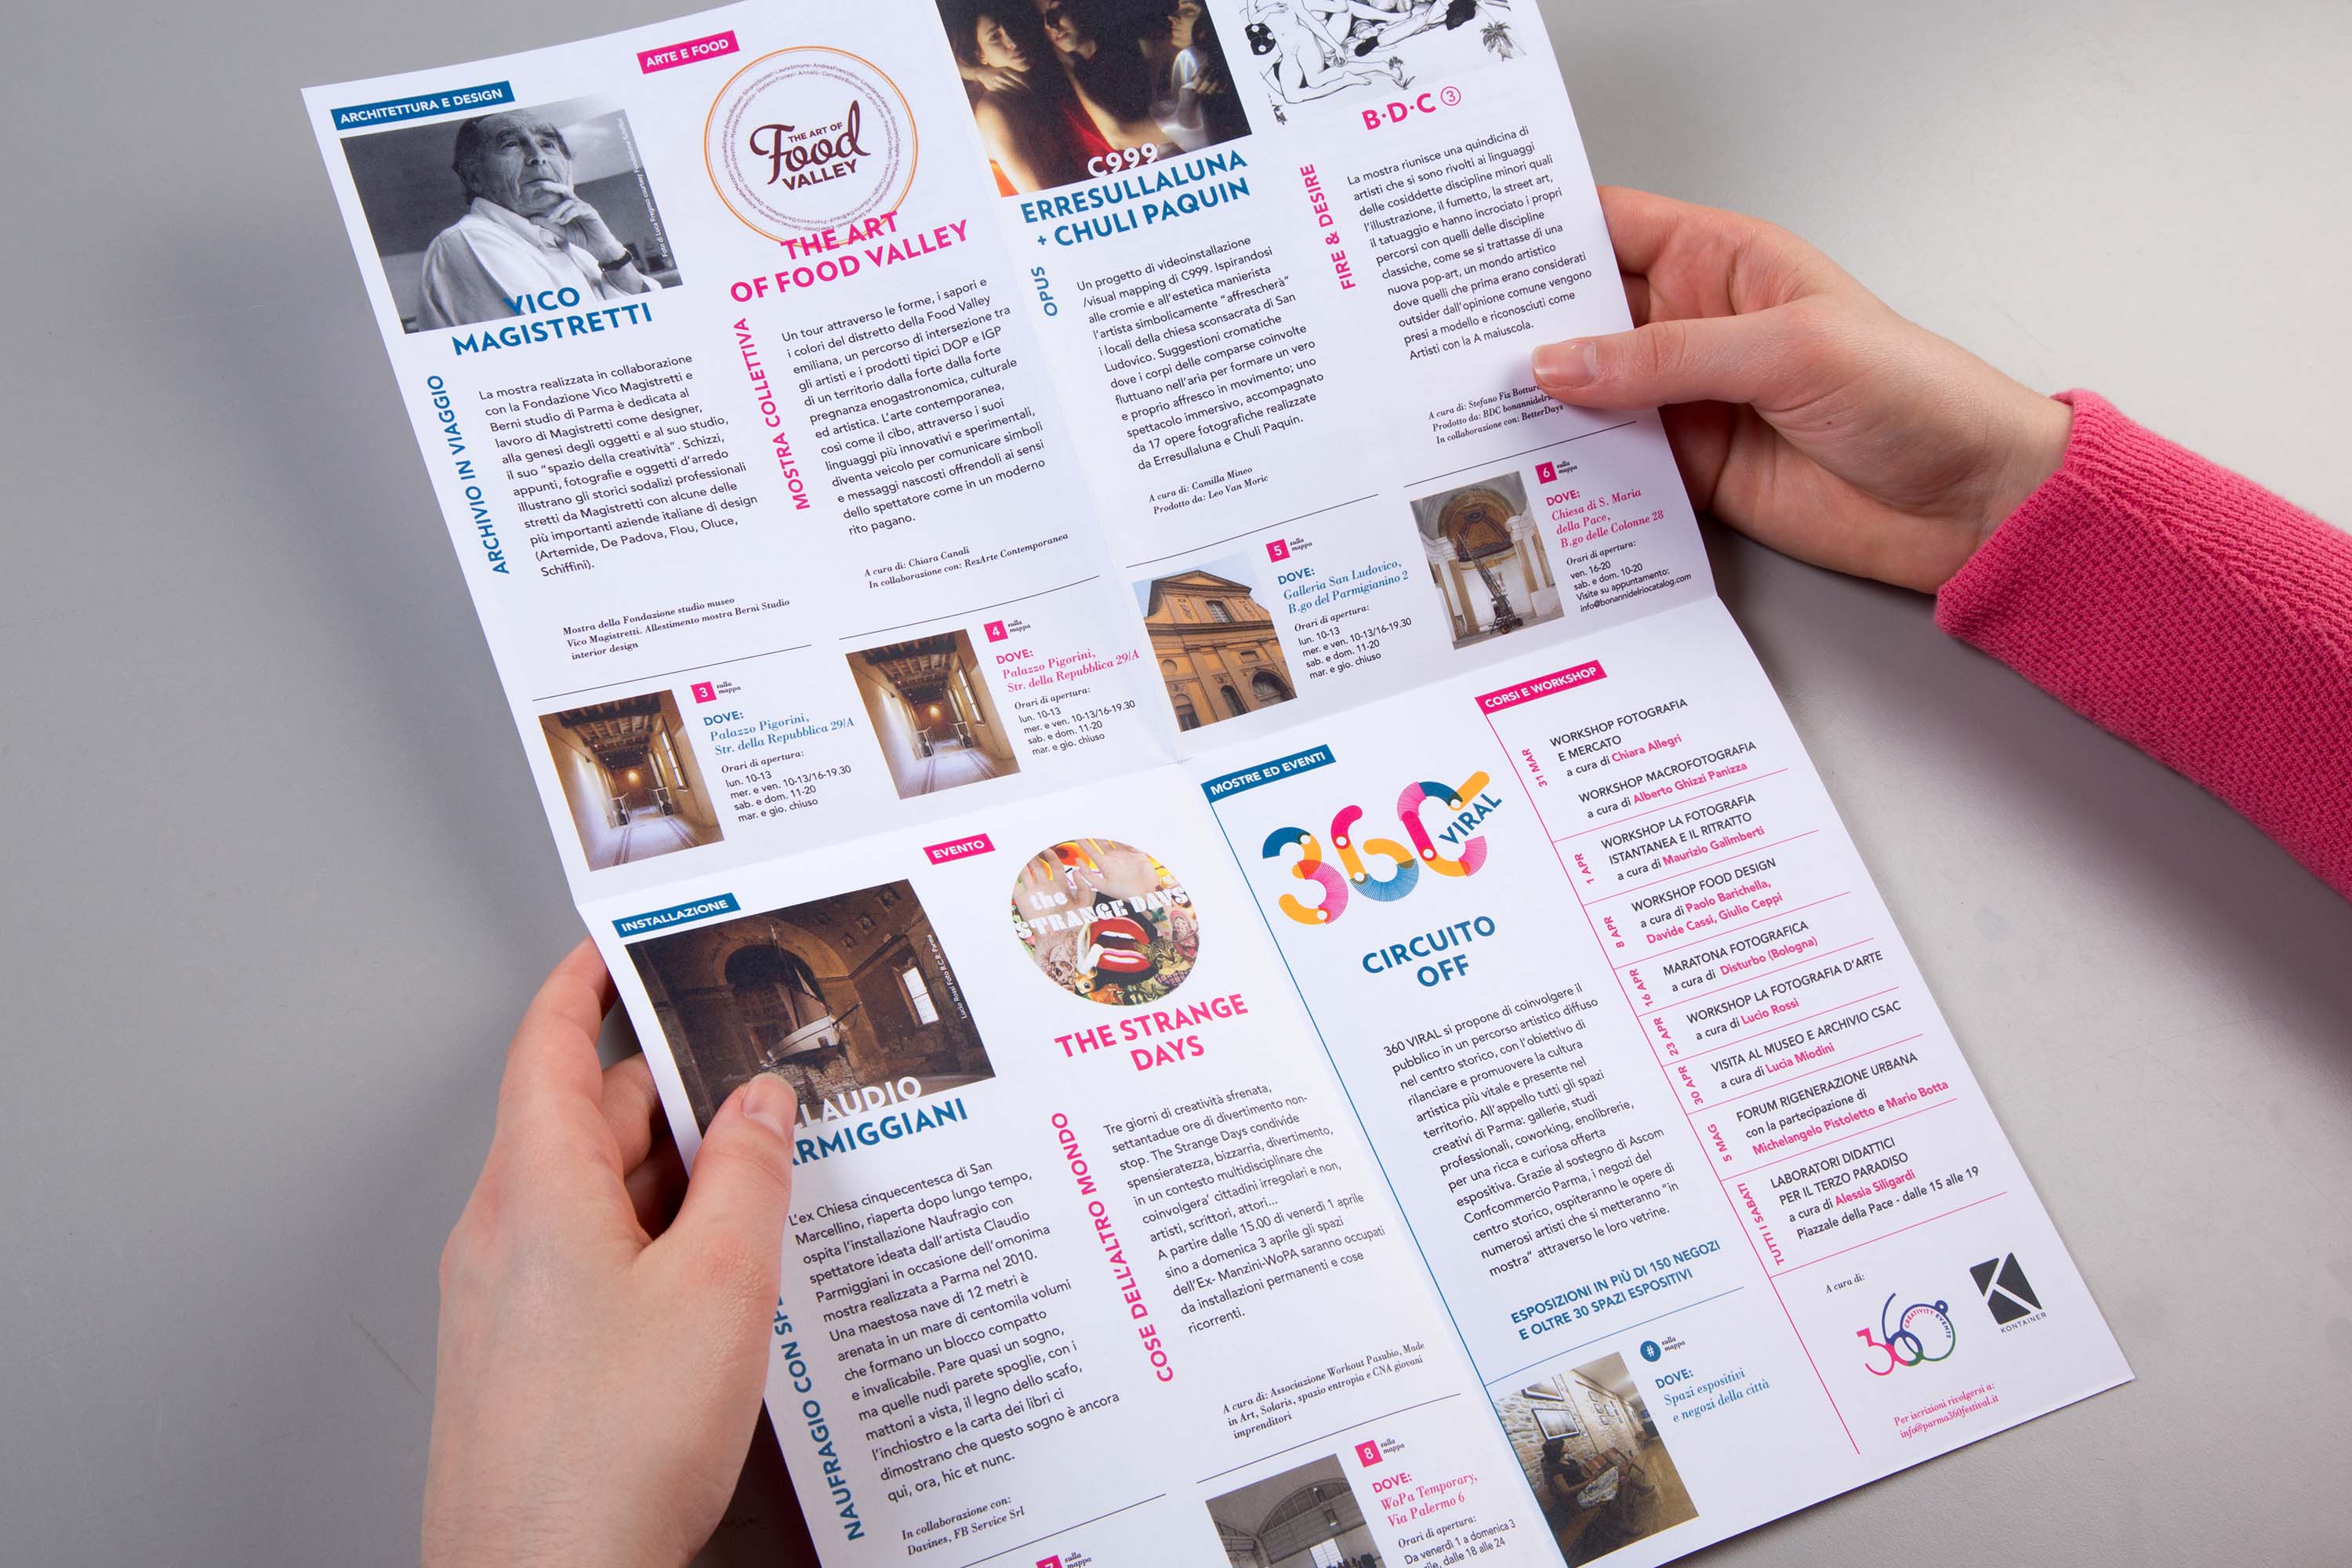 ARCHITETTURA E DESIGN
Foto di Luca Fregoso courtesy Fondazione
VICO
MAGISTRETTI
ARCHIVIO IN VIAGGIO
La mostra realizzata in collaborazione
con la Fondazione Vico Magistretti e
Berni studio di Parma è dedicata al
lavoro di Magistretti come designer,
alla genesi degli oggetti e al suo studio,
il suo "spazio della creatività". Schizzi,
appunti, fotografie e oggetti d'arredo
illustrano gli storici sodalizi professionali
stretti da Magistretti con alcune delle
più importanti aziende italiane di design
(Artemide, De Padova, Flou, Oluce,
Schiffini).
Mostra della Fondazione studio museo
Vico Magistretti. Allestimento mostra Berni Studio
interior design
3 sulla
mappa
DOVE:
Palazzo Pigorini,
Str. della Repubblica 29/A
Orari di apertura:
lun. 10-13
mer. e ven. 10-13/16-19.30
sab. e dom. 11-20
mar. e gio. chiuso
ARTE E FOOD
THE ART OF
Food
VALLEY
THE ART
OF FOOD VALLEY
MOSTRA COLLETTIVA
Un tour attraverso le forme, i sapori e
i colori del distretto della Food Valley
emiliana, un percorso di intersezione tra
gli artisti e i prodotti tipici DOP e IGP
di un territorio dalla forte dalla forte
pregnanza enogastronomica, culturale
ed artistica. L'arte contemporanea,
così come il cibo, attraverso i suoi
linguaggi più innovativi e sperimentali,
diventa veicolo per comunicare simboli
e messaggi nascosti offrendoli ai sensi
dello spettatore come in un moderno
rito pagano.
A cura di: Chiara Canali
In collaborazione con: RezArte Contemporanea
4 sulla
mappa
DOVE:
Palazzo Pigorini,
Str. della Repubblica 29/A
Orari di apertura:
lun. 10-13
mer. e ven. 10-13/16-19.30
sab. e dom. 11-20
mar. e gio. chiuso
C999
ERRESULLALUNA
+ CHULI PAQUIN
OPUS
Un progetto di videoinstallazione
/visual mapping di C999. Ispirandosi
alle cromie e all'estetica manierista
l'artista simbolicamente "affrescherà"
i locali della chiesa sconsacrata di San
Ludovico. Suggestioni cromatiche
dove i corpi delle comparse coinvolte
fluttuano nell'aria per formare un vero
e proprio affresco in movimento; uno
spettacolo immersivo, accompagnato
da 17 opere fotografiche realizzate
da Erresullaluna e Chuli Paquin.
A cura di: Camilla Mineo
Prodotto da: Leo Van Moric
5 sulla
mappa
DOVE:
Galleria San Ludovico,
B.go del Parmigianino 2
Orari di apertura:
lun. 10-13
mer. e ven. 10-13/16-19.30
sab. e dom. 11-20
mar. e gio. chiuso
B·D·C 3
FIRE & DESIRE
La mostra riunisce una quindicina di
artisti che si sono rivolti ai linguaggi
delle cosiddette discipline minori quali
l'illustrazione, il fumetto, la street art,
il tatuaggio e hanno incrociato i propri
percorsi con quelli delle discipline
classiche, come se si trattasse di una
nuova pop-art, un mondo artistico
dove quelli che prima erano considerati
outsider dall'opinione comune vengono
presi a modello e riconosciuti come
Artisti con la A maiuscola.
A cura di: Stefano Fiz
Prodotto da: BDC
In collaborazione con: BetterDays
6 sulla
mappa
DOVE:
Chiesa di S. Maria
della Pace,
B.go delle Colonne 28
Orari di apertura:
ven. 16-20
sab. e dom. 10-20
Visite su appuntamento:
info@bonannidelriocatalog.com
INSTALLAZIONE
Lucio Rossi Foto R.C.R Parma
LAUDIO
RMIGGIANI
NAUFRAGIO CON
L'ex Chiesa cinquecentesca di San
Marcellino, riaperta dopo lungo tempo,
ospita l'installazione Naufragio con
spettatore ideata dall'artista Claudio
Parmiggiani in occasione dell'omonima
mostra realizzata a Parma nel 2010.
Una maestosa nave di 12 metri è
arenata in un mare di centomila volumi
che formano un blocco compatto
e invalicabile. Pare quasi un sogno,
ma quelle nudi parete spoglie, con i
mattoni a vista, il legno dello scafo,
l'inchiostro e la carta dei libri ci
dimostrano che questo sogno è ancora
qui, ora, hic et nunc.
In collaborazione con:
Davines, FB Service Srl
7 sulla
mappa
EVENTO
the
STRANGE DAYS
THE STRANGE
DAYS
COSE DELL'ALTRO MONDO
Tre giorni di creatività sfrenata,
settantadue ore di divertimento non-
stop. The Strange Days condivide
spensieratezza, bizzarria, divertimento,
in un contesto multidisciplinare che
coinvolgera' cittadini irregolari e non,
artisti, scrittori, attori...
A partire dalle 15.00 di venerdì 1 aprile
sino a domenica 3 aprile gli spazi
dell'Ex- Manzini-WoPA saranno occupati
da installazioni permanenti e cose
ricorrenti.
A cura di: Associazione Workout Pasubio, Made
in Art, Solaris, spazio entropia e CNA giovani
imprenditori
8 sulla
mappa
DOVE:
WoPa Temporary,
Via Palermo 6
Orari di apertura:
Da venerdì 1 a domenica 3
dalle 18 alle 24
MOSTRE ED EVENTI
360° VIRAL
CIRCUITO
OFF
360 VIRAL si propone di coinvolgere il
pubblico in un percorso artistico diffuso
nel centro storico, con l'obiettivo di
rilanciare e promuovere la cultura
artistica più vitale e presente nel
territorio. All'appello tutti gli spazi
creativi di Parma: gallerie, studi
professionali, coworking, enolibrerie,
per una ricca e curiosa offerta
espositiva. Grazie al sostegno di Ascom
Confcommercio Parma, i negozi del
centro storico, ospiteranno le opere di
numerosi artisti che si metteranno "in
mostra" attraverso le loro vetrine.
ESPOSIZIONI IN PIÙ DI 150 NEGOZI
E OLTRE 30 SPAZI ESPOSITIVI
# sulla
mappa
DOVE:
Spazi espositivi
e negozi della città
CORSI E WORKSHOP
31 MAR
WORKSHOP FOTOGRAFIA
E MERCATO
a cura di Chiara Allegri
WORKSHOP MACROFOTOGRAFIA
a cura di Alberto Ghizzi Panizza
1 APR
WORKSHOP LA FOTOGRAFIA
ISTANTANEA E IL RITRATTO
a cura di Maurizio Galimberti
8 APR
WORKSHOP FOOD DESIGN
a cura di Paolo Barichella,
Davide Cassi, Giulio Ceppi
16 APR
MARATONA FOTOGRAFICA
a cura di Disturbo (Bologna)
23 APR
WORKSHOP LA FOTOGRAFIA D'ARTE
a cura di Lucio Rossi
30 APR
VISITA AL MUSEO E ARCHIVIO CSAC
a cura di Lucia Miodini
5 MAG
FORUM RIGENERAZIONE URBANA
con la partecipazione di
Michelangelo Pistoletto e Mario Botta
TUTTI I SABATI
LABORATORI DIDATTICI
PER IL TERZO PARADISO
a cura di Alessia Siligardi
Piazzale della Pace - dalle 15 alle 19
A cura di:
360° CREATIVITY EVENTS
KONTAINER
Per iscrizioni rivolgersi a:
info@parma360festival.it